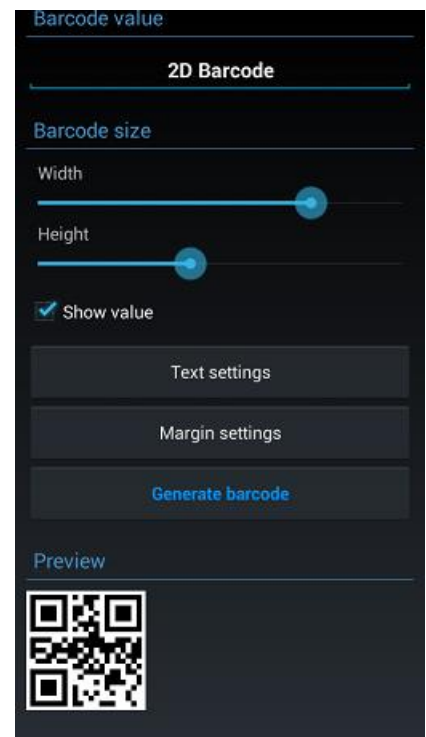 Barcode value
2D Barcode
Barcode size
Width
Height
Show value
Text settings
Margin settings
Generate barcode
Preview